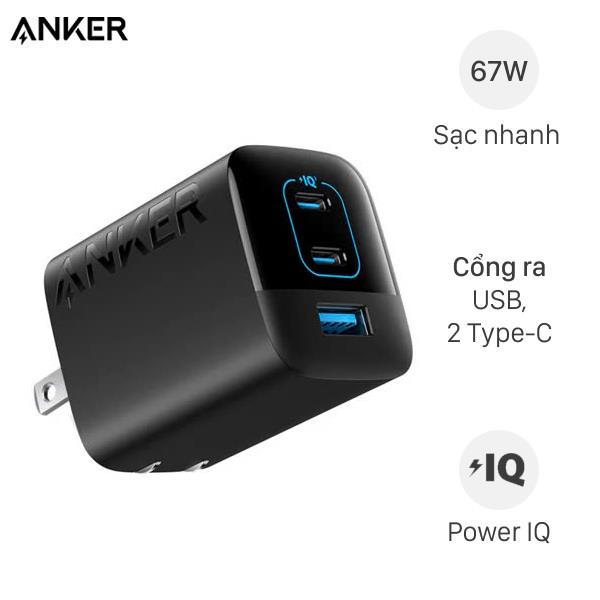 ANKER
67W
Sạc nhanh
ANKER
IQ
Cổng ra
USB,
2 Type-C
IQ
Power IQ